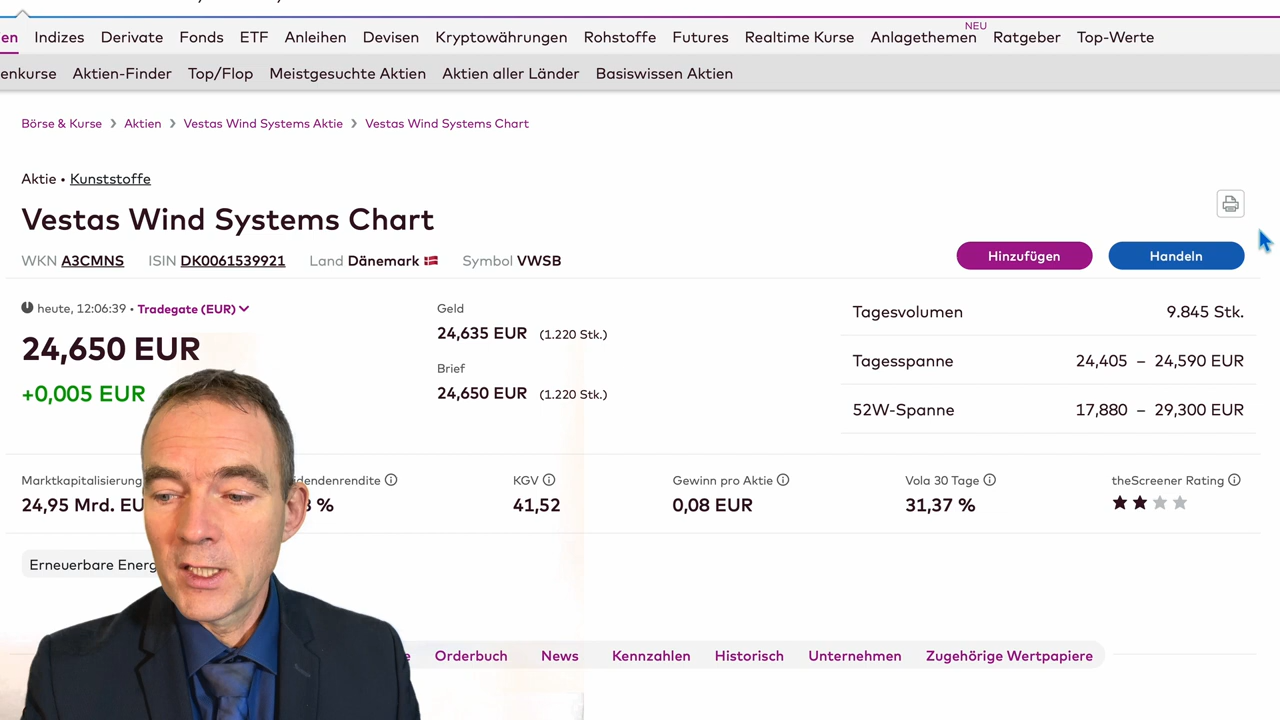 en Indizes Derivate Fonds ETF Anleihen Devisen Kryptowährungen Rohstoffe Futures Realtime Kurse Anlagethemen NEU Ratgeber Top-Werte
enkurse Aktien-Finder Top/Flop Meistgesuchte Aktien Aktien aller Länder Basiswissen Aktien
Börse & Kurse > Aktien > Vestas Wind Systems Aktie > Vestas Wind Systems Chart
Aktie • Kunststoffe
Vestas Wind Systems Chart
WKN A3CMNS ISIN DK0061539921 Land Dänemark Symbol VWSB
Hinzufügen Handeln
heute, 12:06:39 • Tradegate (EUR)
24,650 EUR
+0,005 EUR
Geld
24,635 EUR (1.220 Stk.)
Brief
24,650 EUR (1.220 Stk.)
Tagesvolumen 9.845 Stk.
Tagesspanne 24,405 – 24,590 EUR
52W-Spanne 17,880 – 29,300 EUR
Marktkapitalisierung idendenrendite KGV Gewinn pro Aktie Vola 30 Tage theScreener Rating
24,95 Mrd. EU % 41,52 0,08 EUR 31,37 %
Erneuerbare Energ
e Orderbuch News Kennzahlen Historisch Unternehmen Zugehörige Wertpapiere